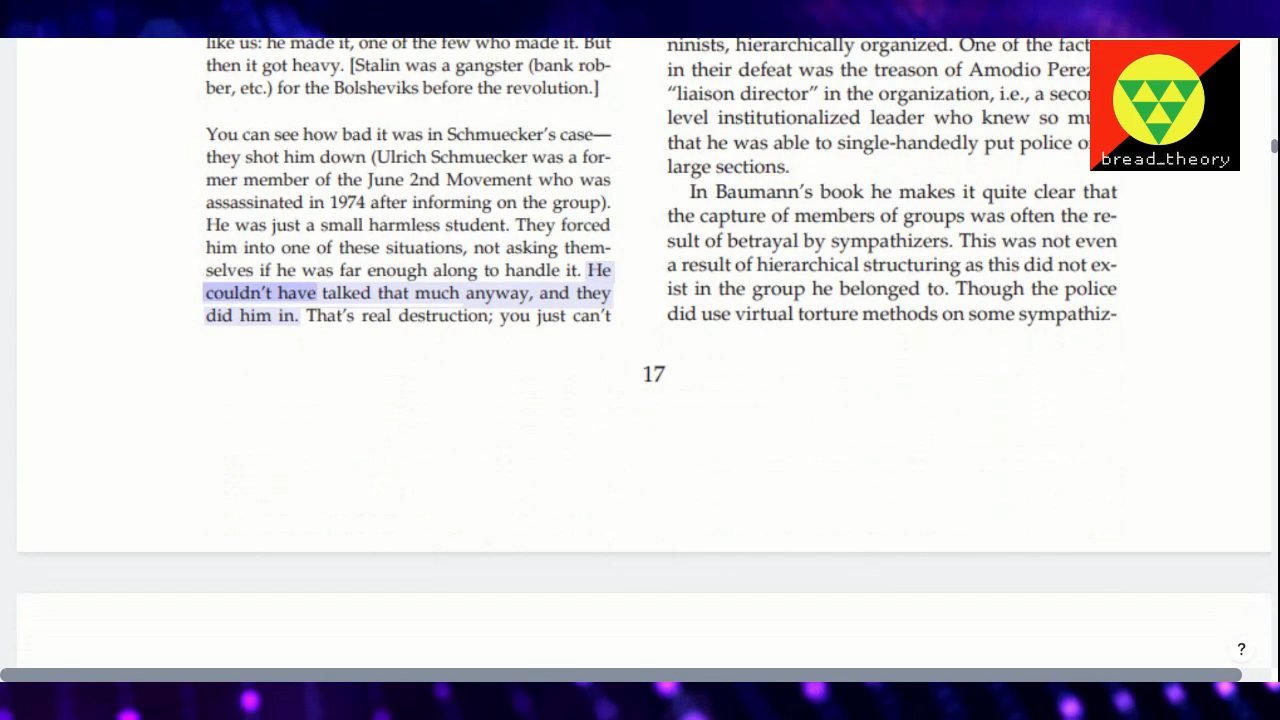 like us: he made it, one of the few who made it. But
then it got heavy. [Stalin was a gangster (bank rob-
ber, etc.) for the Bolsheviks before the revolution.]
You can see how bad it was in Schmuecker's case—
they shot him down (Ulrich Schmuecker was a for-
mer member of the June 2nd Movement who was
assassinated in 1974 after informing on the group).
He was just a small harmless student. They forced
him into one of these situations, not asking them-
selves if he was far enough along to handle it. He
couldn't have talked that much anyway, and they
did him in. That's real destruction; you just can't
ninists, hierarchically organized. One of the fact
in their defeat was the treason of Amodio Perez
"liaison director" in the organization, i.e., a secon
level institutionalized leader who knew so mu
that he was able to single-handedly put police o
large sections.
In Baumann's book he makes it quite clear that
the capture of members of groups was often the re-
sult of betrayal by sympathizers. This was not even
a result of hierarchical structuring as this did not ex-
ist in the group he belonged to. Though the police
did use virtual torture methods on some sympathiz-
17
bread_theory
?